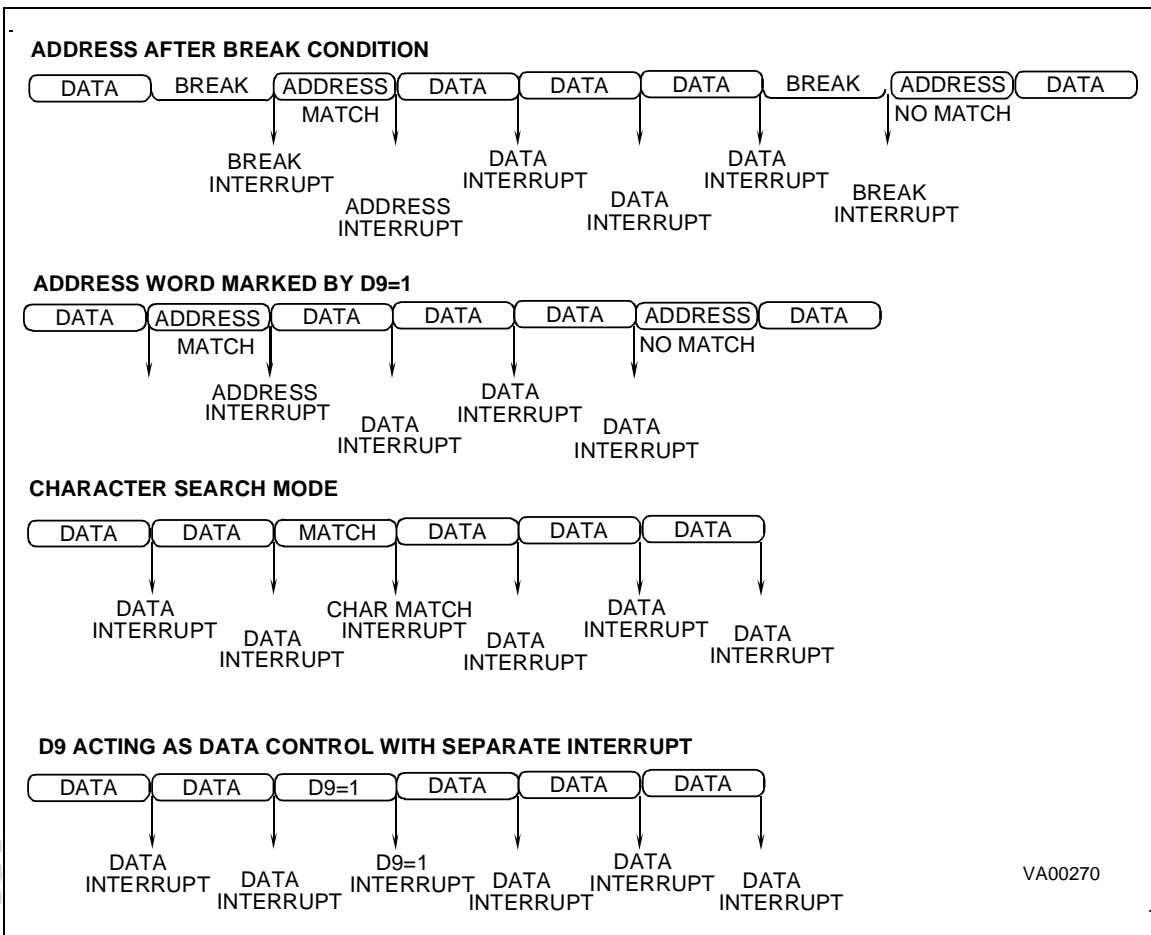 ADDRESS AFTER BREAK CONDITION
DATA BREAK ADDRESS DATA DATA DATA BREAK ADDRESS DATA
MATCH NO MATCH
BREAK
INTERRUPT
ADDRESS
INTERRUPT
DATA
INTERRUPT
DATA
INTERRUPT
DATA
INTERRUPT
BREAK
INTERRUPT
ADDRESS WORD MARKED BY D9=1
DATA ADDRESS DATA DATA DATA ADDRESS DATA
MATCH NO MATCH
ADDRESS
INTERRUPT
DATA
INTERRUPT
DATA
INTERRUPT
DATA
INTERRUPT
CHARACTER SEARCH MODE
DATA DATA MATCH DATA DATA DATA
DATA
INTERRUPT
DATA
INTERRUPT
CHAR MATCH
INTERRUPT
DATA
INTERRUPT
DATA
INTERRUPT
DATA
INTERRUPT
D9 ACTING AS DATA CONTROL WITH SEPARATE INTERRUPT
DATA DATA D9=1 DATA DATA DATA
DATA
INTERRUPT
DATA
INTERRUPT
D9=1
INTERRUPT
DATA
INTERRUPT
DATA
INTERRUPT
DATA
INTERRUPT
VA00270